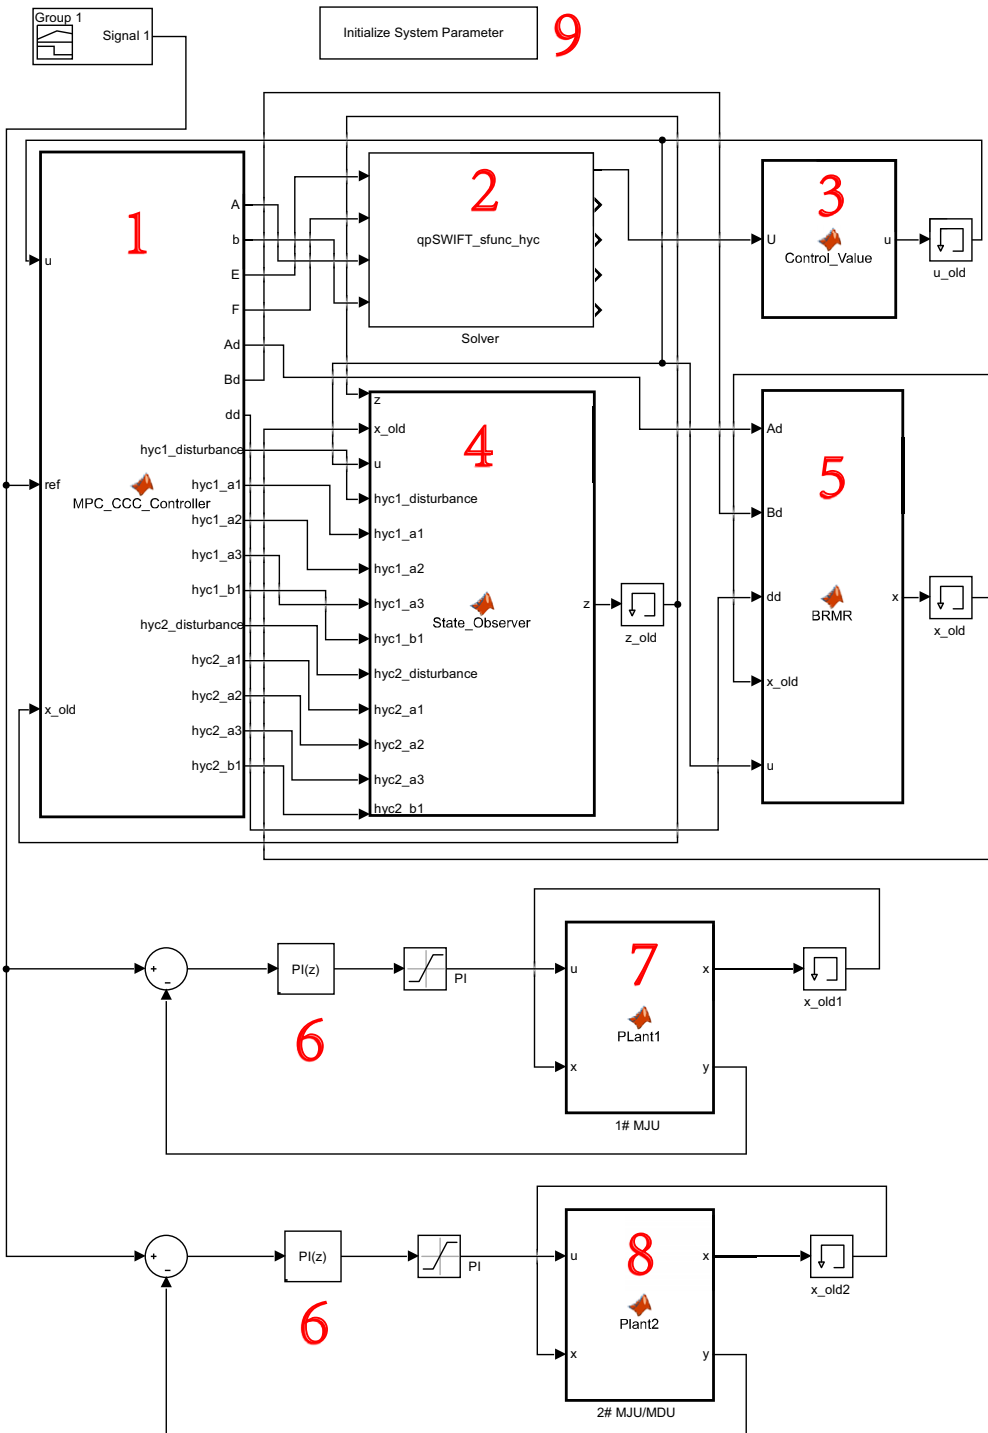 Group 1
Signal 1
Initialize System Parameter
9
1
u
ref
x_old
MPC_CCC_Controller
A
b
E
F
Ad
Bd
dd
hyc1_disturbance
hyc1_a1
hyc1_a2
hyc1_a3
hyc1_b1
hyc2_disturbance
hyc2_a1
hyc2_a2
hyc2_a3
hyc2_b1
2
qpSWIFT_sfunc_hyc
Solver
3
U
Control_Value
u
u_old
4
z
x_old
u
hyc1_disturbance
hyc1_a1
hyc1_a2
hyc1_a3
hyc1_b1
hyc2_disturbance
hyc2_a1
hyc2_a2
hyc2_a3
hyc2_b1
State_Observer
z
z_old
5
Ad
Bd
dd
x_old
u
BRMR
x
x_old
+
−
PI(z)
6
PI
7
u
x
PLant1
x
y
1# MJU
x_old1
+
−
PI(z)
6
PI
8
u
x
Plant2
x
y
2# MJU/MDU
x_old2